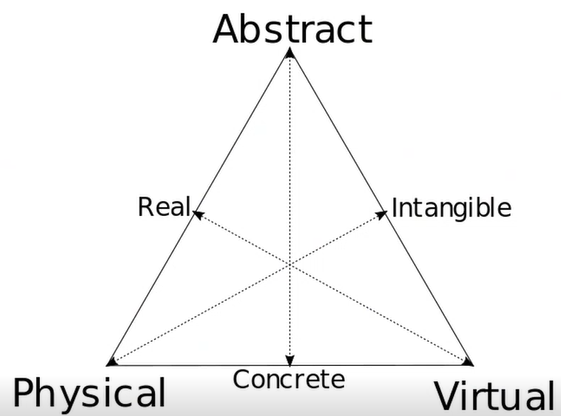 Abstract
Real
Intangible
Concrete
Physical
Virtual